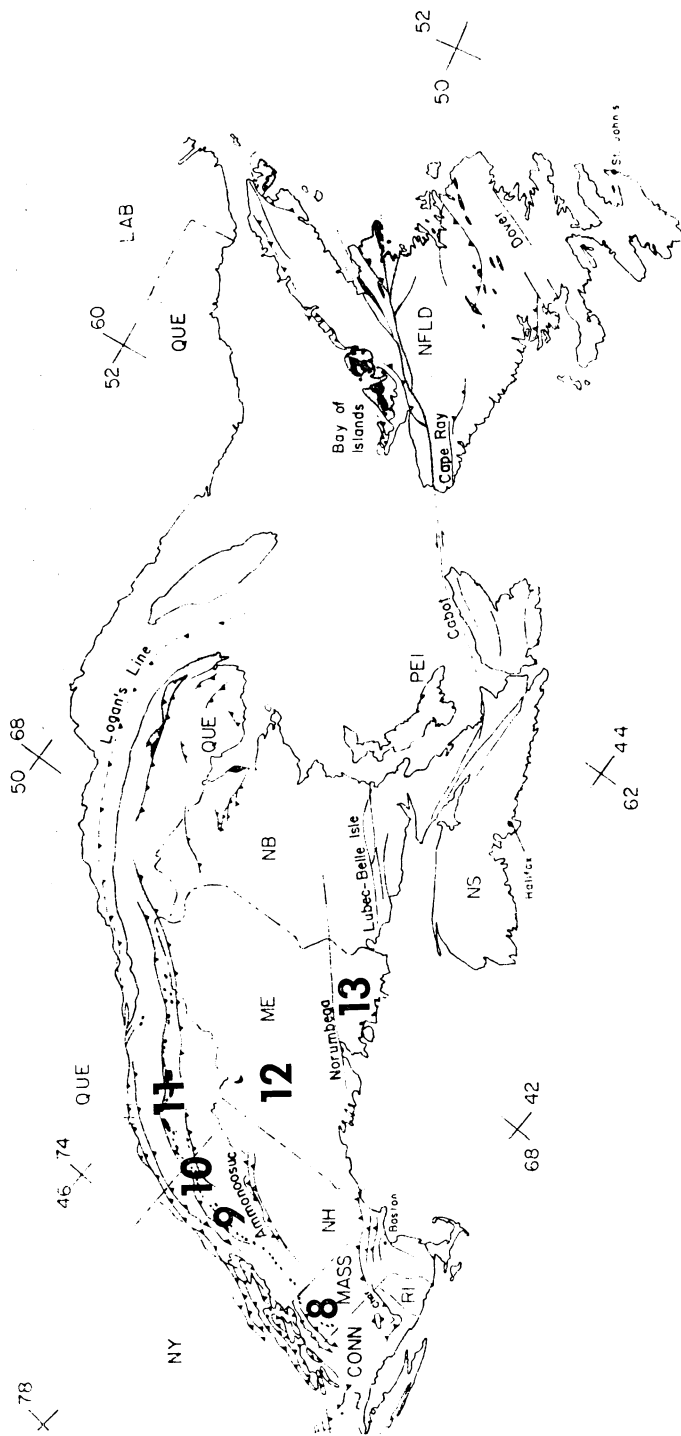 LAB
52
50
60
52
QUE
St. John's
Dover
NFLD
Bay of
Islands
Cape Ray
Cabot
PEI
Logan's Line
68
50
QUE
44
62
NB
Lubec-Belle Isle
NS
Halifax
ME
Norumbega
13
12
QUE
11
10
74
46
9
Ammonoosuc
42
68
NH
Boston
MASS
8
RI
CONN
NY
78